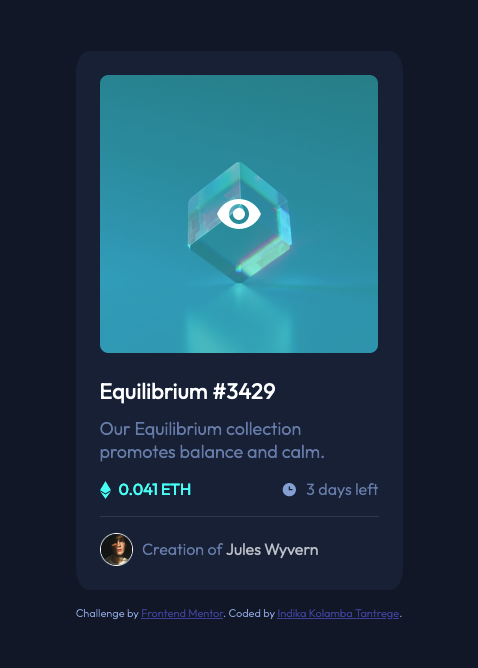 Equilibrium #3429
Our Equilibrium collection
promotes balance and calm.
0.041 ETH 3 days left
Creation of Jules Wyvern
Challenge by Frontend Mentor. Coded by Indika Kolamba Tantrege.